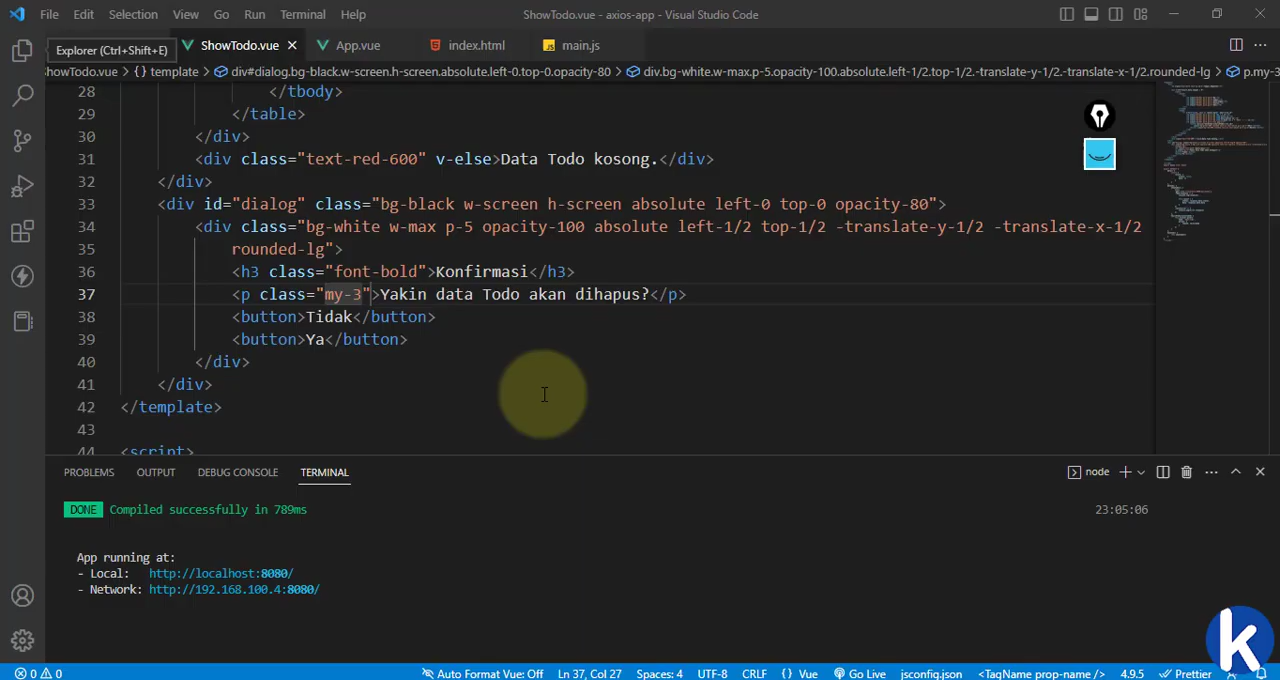 File Edit Selection View Go Run Terminal Help ShowTodo.vue - axios-app - Visual Studio Code
Explorer (Ctrl+Shift+E) ShowTodo.vue App.vue index.html main.js
ShowTodo.vue > {} template > div#dialog.bg-black.w-screen.h-screen.absolute.left-0.top-0.opacity-80 > div.bg-white.w-max.p-5.opacity-100.absolute.left-1/2.top-1/2.-translate-y-1/2.-translate-x-1/2.rounded-lg > p.my-3
28 </tbody>
29 </table>
30 </div>
31 <div class="text-red-600" v-else>Data Todo kosong.</div>
32 </div>
33 <div id="dialog" class="bg-black w-screen h-screen absolute left-0 top-0 opacity-80">
34 <div class="bg-white w-max p-5 opacity-100 absolute left-1/2 top-1/2 -translate-y-1/2 -translate-x-1/2
35 rounded-lg">
36 <h3 class="font-bold">Konfirmasi</h3>
37 <p class="my-3">Yakin data Todo akan dihapus?</p>
38 <button>Tidak</button>
39 <button>Ya</button>
40 </div>
41 </div>
42 </template>
43
44 <script>
PROBLEMS OUTPUT DEBUG CONSOLE TERMINAL node
DONE Compiled successfully in 789ms 23:05:06
App running at:
- Local: http://localhost:8080/
- Network: http://192.168.100.4:8080/
k
0 0 Auto Format Vue: Off Ln 37, Col 27 Spaces: 4 UTF-8 CRLF {} Vue Go Live jsconfig.json <TagName prop-name /> 4.9.5 Prettier